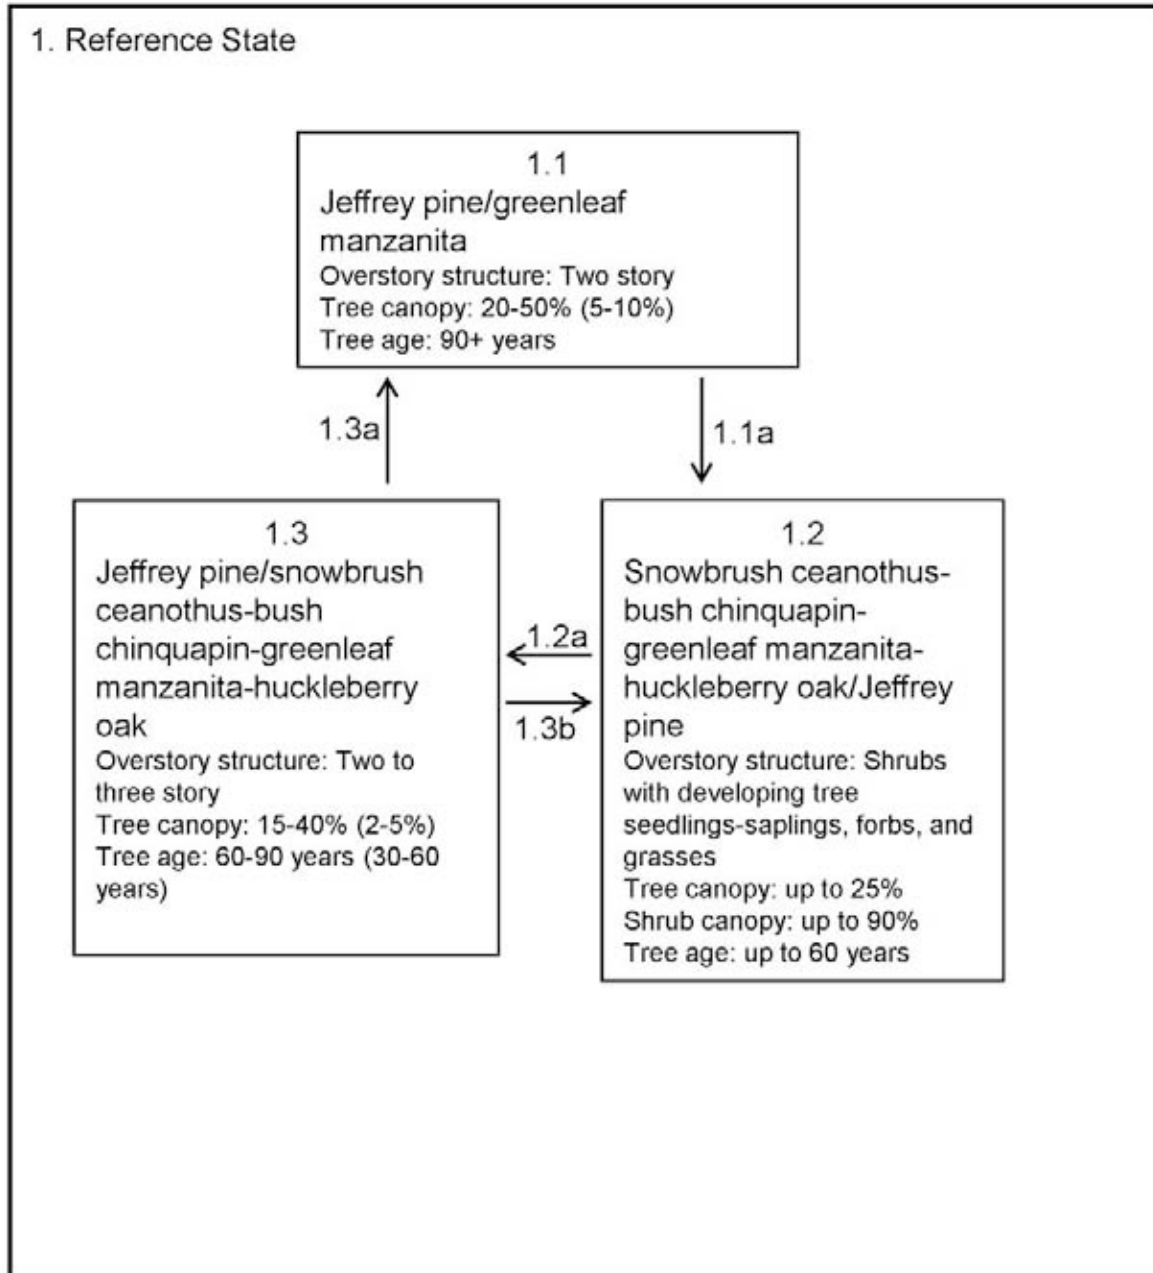 1. Reference State
1.1
Jeffrey pine/greenleaf
manzanita
Overstory structure: Two story
Tree canopy: 20-50% (5-10%)
Tree age: 90+ years
1.3a
1.1a
1.3
Jeffrey pine/snowbrush
ceanothus-bush
chinquapin-greenleaf
manzanita-huckleberry
oak
Overstory structure: Two to
three story
Tree canopy: 15-40% (2-5%)
Tree age: 60-90 years (30-60
years)
1.2a
1.3b
1.2
Snowbrush ceanothus-
bush chinquapin-
greenleaf manzanita-
huckleberry oak/Jeffrey
pine
Overstory structure: Shrubs
with developing tree
seedlings-saplings, forbs, and
grasses
Tree canopy: up to 25%
Shrub canopy: up to 90%
Tree age: up to 60 years